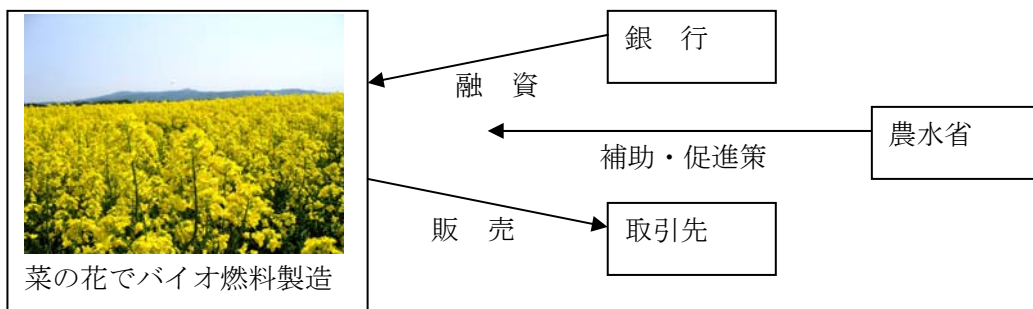 銀　行
融　資
農水省
補助・促進策
販　売
取引先
菜の花でバイオ燃料製造